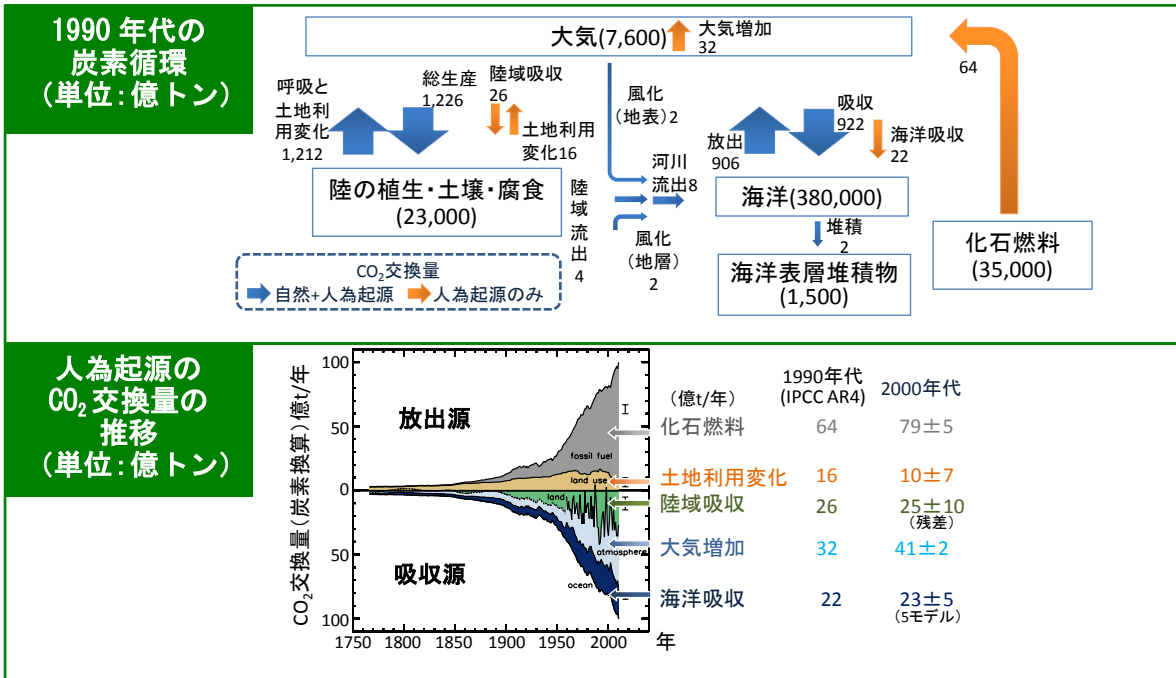 1990年代の
炭素循環
(単位:億トン)
大気(7,600)
大気増加
32
64
呼吸と
土地利
用変化
1,212
総生産
1,226
陸域吸収
26
土地利用
変化16
風化
(地表)2
放出
906
吸収
922
海洋吸収
22
河川
流出8
陸の植生・土壌・腐食
(23,000)
陸
域
流
出
4
風化
(地層)
2
海洋(380,000)
堆積
2
海洋表層堆積物
(1,500)
化石燃料
(35,000)
CO₂交換量
自然+人為起源
人為起源のみ
人為起源の
CO₂交換量の
推移
(単位:億トン)
CO₂交換量(炭素換算)億t/年
100
50
0
50
100
放出源
吸収源
fossil fuel
land use
land
atmosphere
ocean
1750 1800 1850 1900 1950 2000 年
(億t/年)
1990年代
(IPCC AR4)
2000年代
化石燃料 64 79±5
土地利用変化 16 10±7
陸域吸収 26 25±10
(残差)
大気増加 32 41±2
海洋吸収 22 23±5
(5モデル)